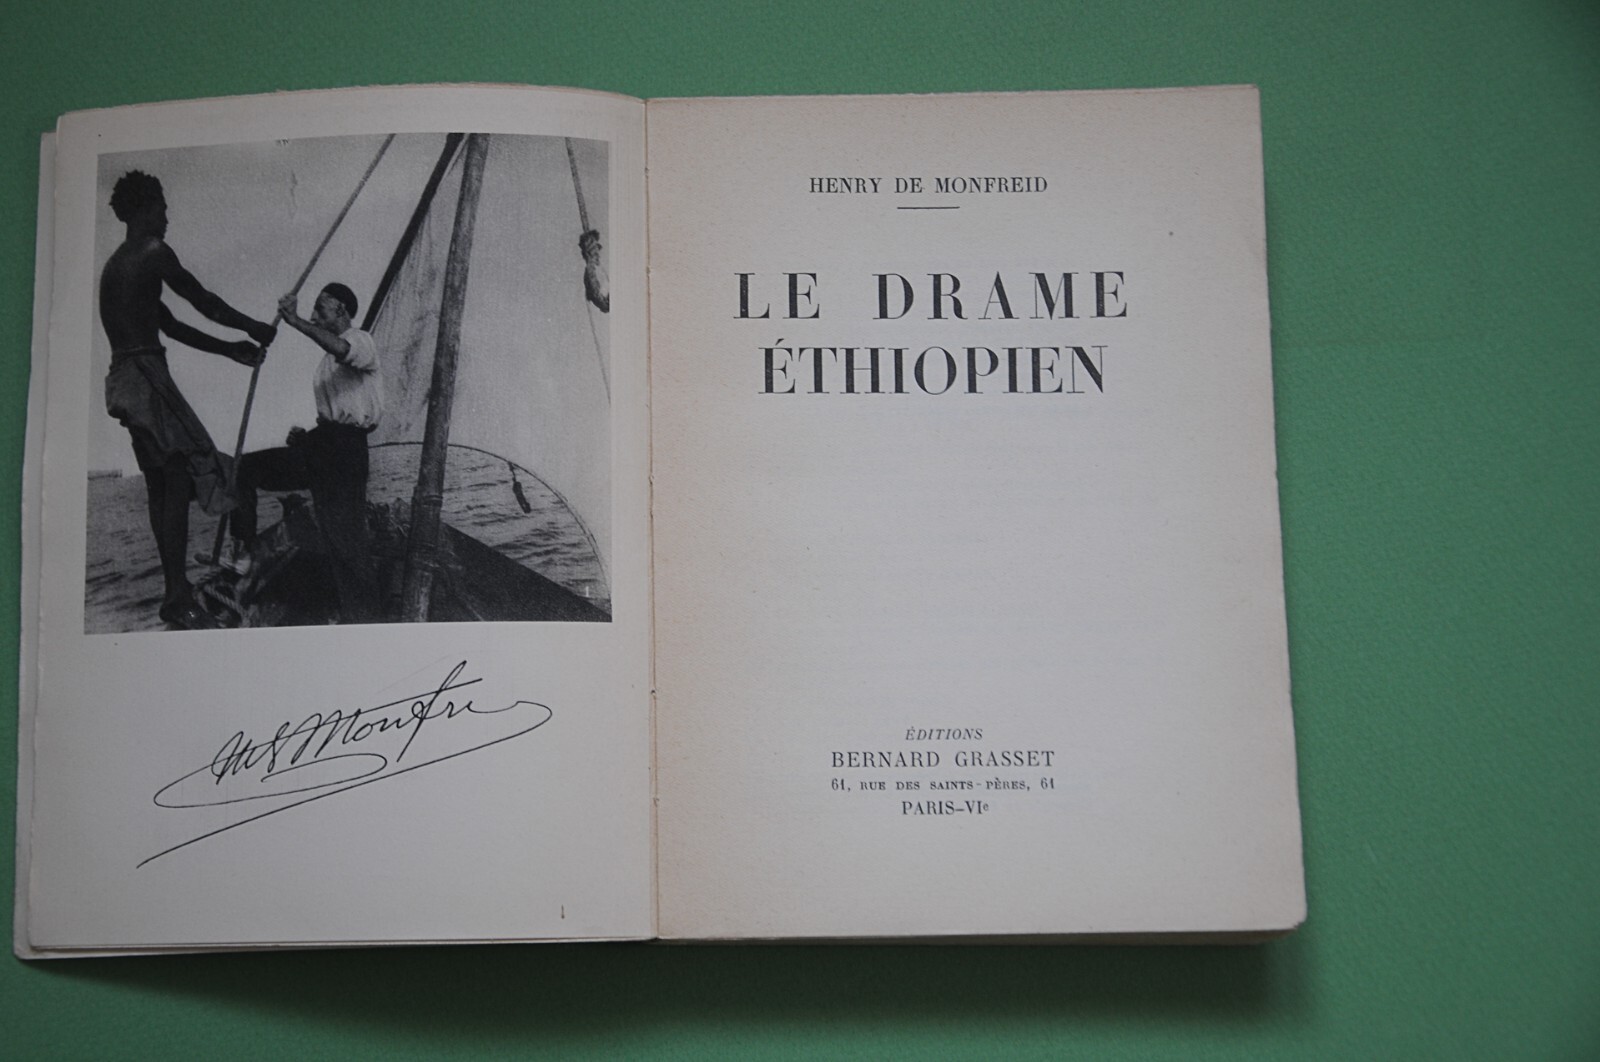 HENRY DE MONFREID
LE DRAME
ÉTHIOPIEN
ÉDITIONS
BERNARD GRASSET
61, RUE DES SAINTS-PÈRES, 61
PARIS-VIe